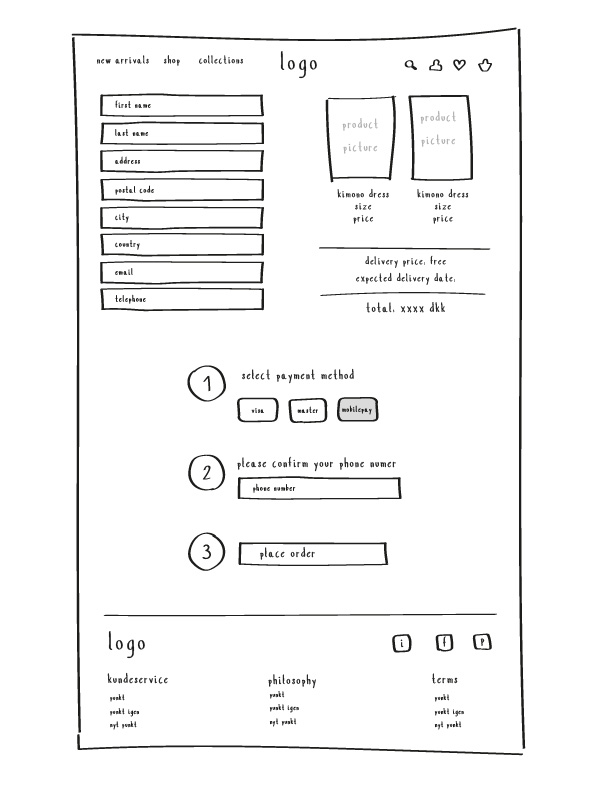 new arrivals shop collections logo
first name
last name
address
postal code
city
country
email
telephone
product picture
product picture
kimono dress
size
price
kimono dress
size
price
delivery price: free
expected delivery date:
total: xxxx dkk
1 select payment method
visa master mobilepay
2 please confirm your phone numer
phone number
3 place order
logo
i f p
kundeservice
punkt
punkt igen
nyt punkt
philosophy
punkt
punkt igen
nyt punkt
terms
punkt
punkt igen
nyt punkt